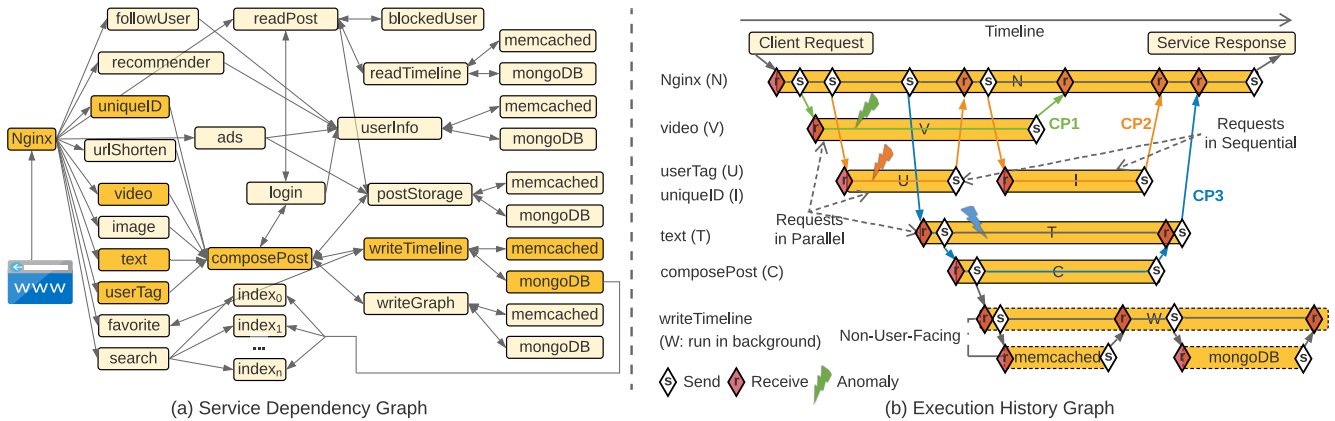 followUser
readPost
blockedUser
memcached
recommender
readTimeline
mongoDB
uniqueID
memcached
Nginx
ads
userInfo
urlShorten
mongoDB
video
login
postStorage
memcached
image
mongoDB
text
composePost
writeTimeline
memcached
userTag
mongoDB
index0
favorite
writeGraph
memcached
index1
search
...
mongoDB
indexn
www
(a) Service Dependency Graph
Timeline
Client Request
Service Response
Nginx (N)
r s s s r s N r r r s
video (V)
r V s
CP1
CP2
Requests
in Sequential
userTag (U)
r U s r I s
uniqueID (I)
CP3
Requests
in Parallel
text (T)
r s T r s
composePost (C)
r s C s
writeTimeline
r s r W s r
(W: run in background)
Non-User-Facing
r memcached s r mongoDB s
s Send r Receive Anomaly
(b) Execution History Graph